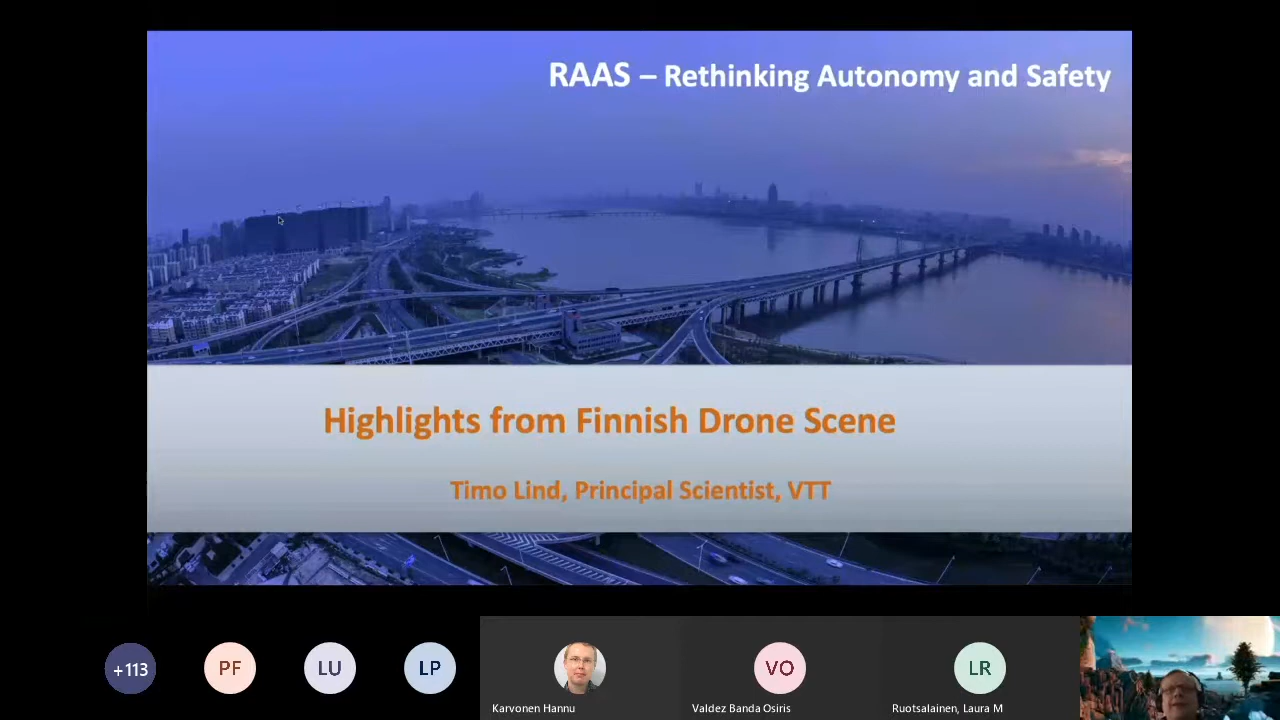 RAAS – Rethinking Autonomy and Safety
Highlights from Finnish Drone Scene
Timo Lind, Principal Scientist, VTT
+113
PF
LU
LP
VO
LR
Karvonen Hannu
Valdez Banda Osiris
Ruotsalainen, Laura M